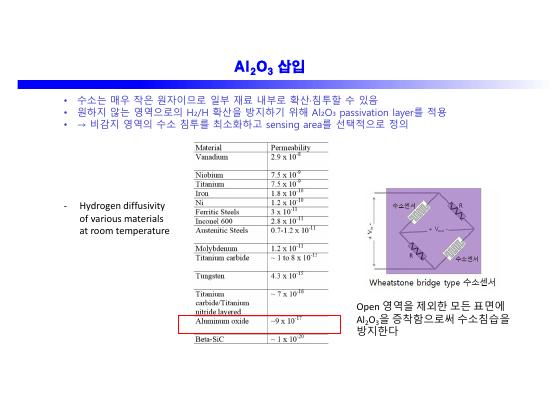 Al₂O₃ 삽입
• 수소는 매우 작은 원자이므로 일부 재료 내부로 확산·침투할 수 있음
• 원하지 않는 영역으로의 H₂/H 확산을 방지하기 위해 Al₂O₃ passivation layer를 적용
• → 비감지 영역의 수소 침투를 최소화하고 sensing area를 선택적으로 정의
- Hydrogen diffusivity
of various materials
at room temperature
Material Permeability
Vanadium 2.9 x 10⁻⁸
Niobium 7.5 x 10⁻⁹
Titanium 7.5 x 10⁻⁹
Iron 1.8 x 10⁻¹⁰
Ni 1.2 x 10⁻¹⁰
Ferritic Steels 3 x 10⁻¹¹
Inconel 600 2.8 x 10⁻¹¹
Austenitic Steels 0.7-1.2 x 10⁻¹¹
Molybdenum 1.2 x 10⁻¹¹
Titanium carbide ~ 1 to 8 x 10⁻¹⁵
Tungsten 4.3 x 10⁻¹⁵
Titanium ~ 7 x 10⁻¹⁶
carbide/Titanium
nitride layered
Aluminum oxide ~9 x 10⁻¹⁷
Beta-SiC ~ 1 x 10⁻²⁰
수소센서
R
+ Vout -
R
수소센서
Wheatstone bridge type 수소센서
Open 영역을 제외한 모든 표면에
Al₂O₃을 증착함으로써 수소침습을
방지한다